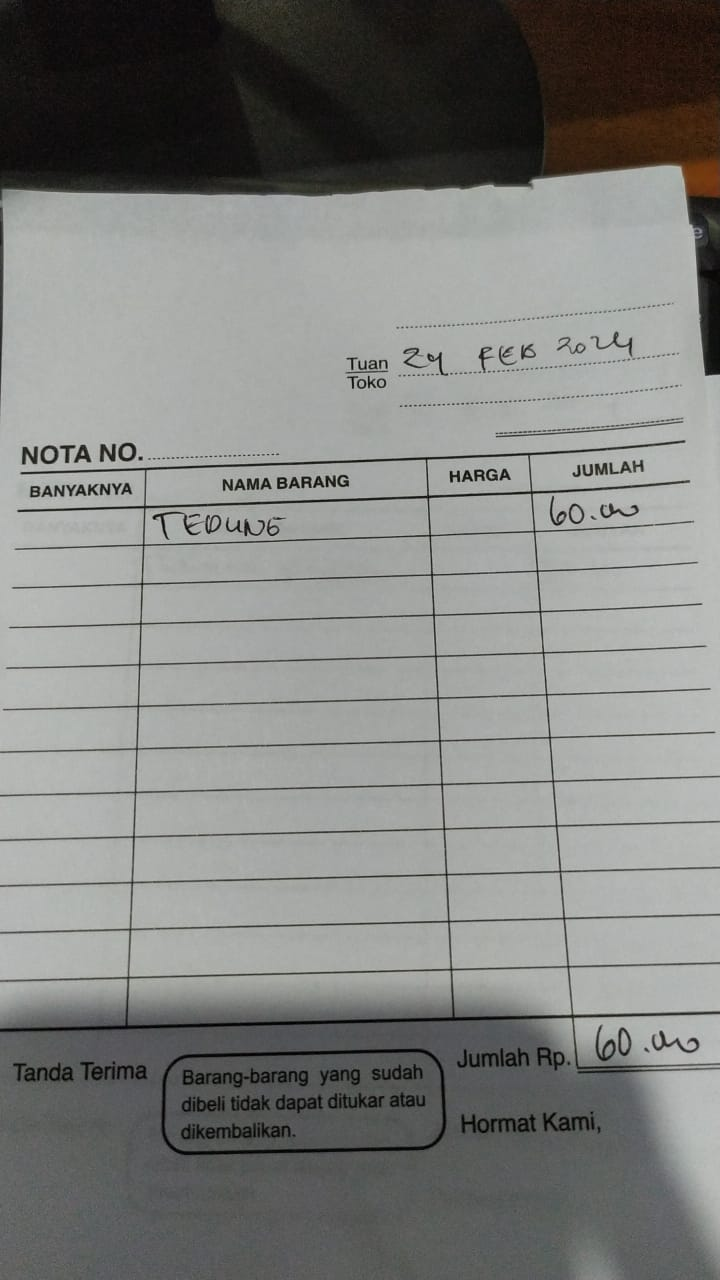 Tuan 29 FEB 2024
Toko
NOTA NO.
BANYAKNYA NAMA BARANG HARGA JUMLAH
TEDUNG 60.000
Tanda Terima
Barang-barang yang sudah
dibeli tidak dapat ditukar atau
dikembalikan.
Jumlah Rp. 60.000
Hormat Kami,